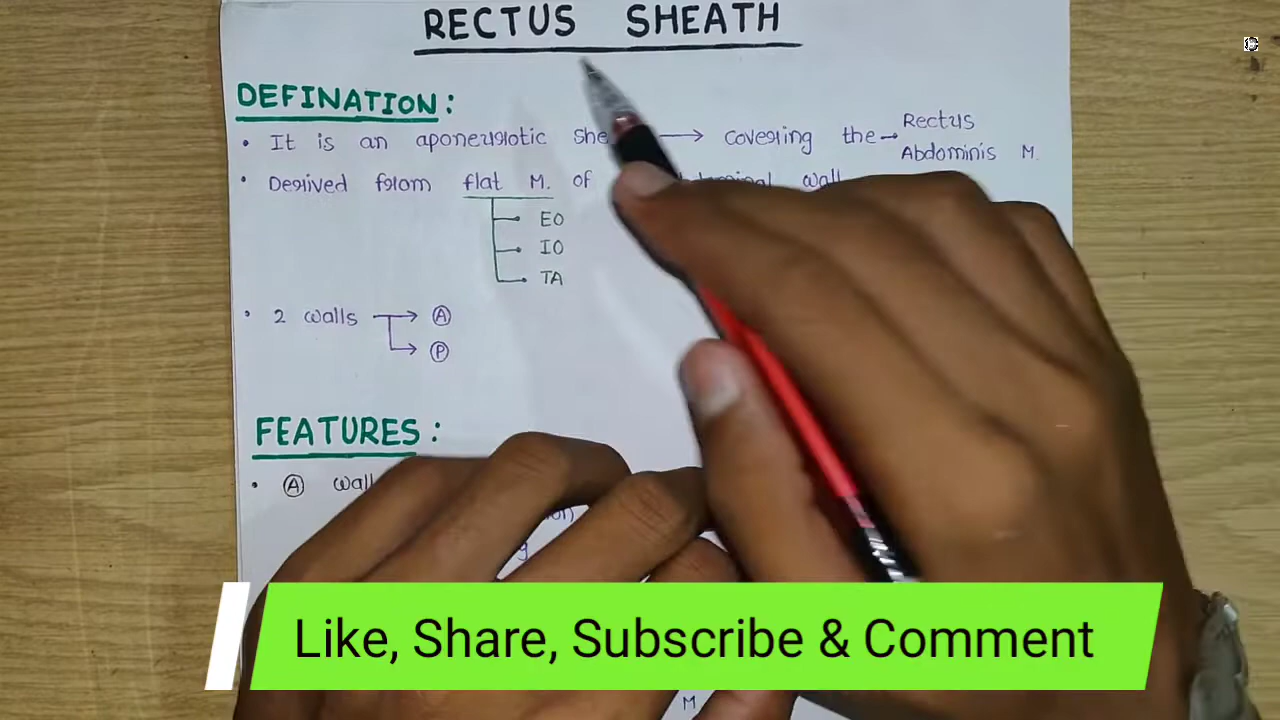 RECTUS SHEATH
DEFINATION:
• It is an aponeurotic She → covering the → Rectus
Abdominis M.
• Derived from flat M. of wall
EO
IO
TA
• 2 walls → A
→ P
FEATURES:
• A wall
Like, Share, Subscribe & Comment
M